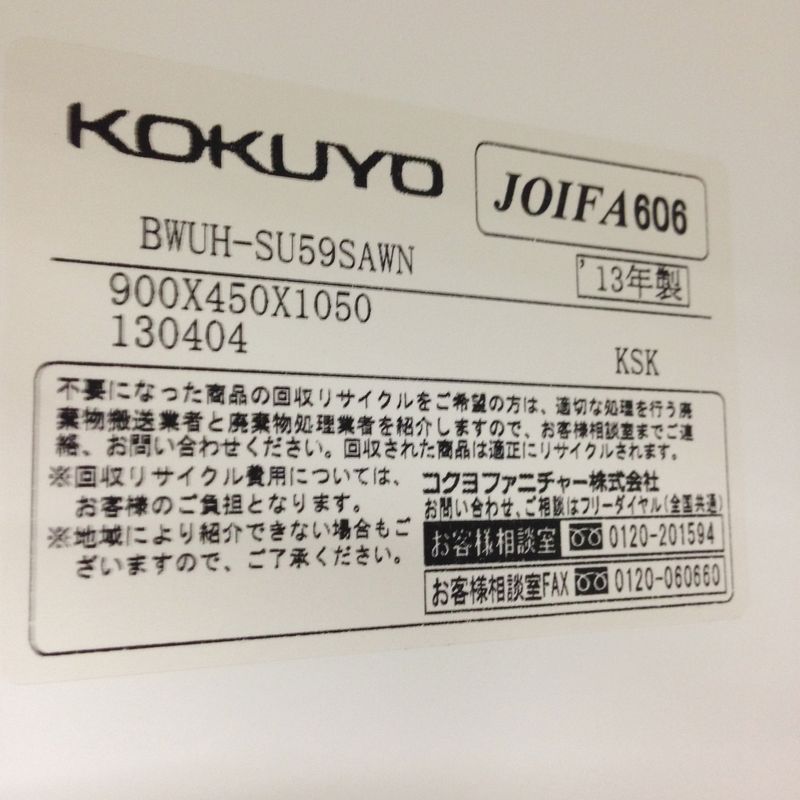 KOKUYO
JOIFA606
BWUH-SU59SAWN
'13年製
900X450X1050
130404
KSK
不要になった商品の回収リサイクルをご希望の方は、適切な処理を行う廃
棄物搬送業者と廃棄物処理業者を紹介しますので、お客様相談室までご連
絡、お問い合わせください。回収された商品は適正にリサイクルされます。
※回収リサイクル費用については、
お客様のご負担となります。
※地域により紹介できない場合もご
ざいますので、ご了承ください。
コクヨファニチャー株式会社
お問い合わせ、ご相談はフリーダイヤル(全国共通)
お客様相談室 0120-201594
お客様相談室FAX 0120-060660